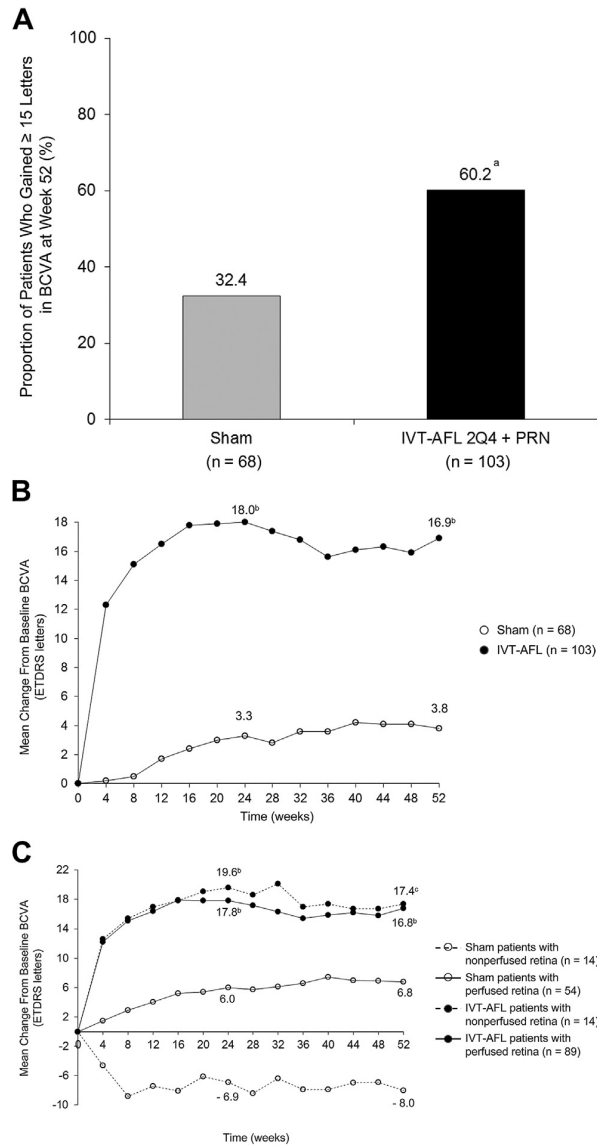 A
Proportion of Patients Who Gained ≥ 15 Letters
in BCVA at Week 52 (%)
100
80
60
40
20
0
32.4
60.2a
Sham
(n = 68)
IVT-AFL 2Q4 + PRN
(n = 103)
B
Mean Change From Baseline BCVA
(ETDRS letters)
18
16
14
12
10
8
6
4
2
0
18.0b
16.9b
3.3
3.8
0 4 8 12 16 20 24 28 32 36 40 44 48 52
Time (weeks)
Sham (n = 68)
IVT-AFL (n = 103)
C
Mean Change From Baseline BCVA
(ETDRS letters)
22
18
14
10
6
2
-2
-6
-10
19.6b
17.8b
17.4c
16.8b
6.0
6.8
- 6.9
- 8.0
0 4 8 12 16 20 24 28 32 36 40 44 48 52
Time (weeks)
Sham patients with
nonperfused retina (n = 14)
Sham patients with
perfused retina (n = 54)
IVT-AFL patients with
nonperfused retina (n = 14)
IVT-AFL patients with
perfused retina (n = 89)